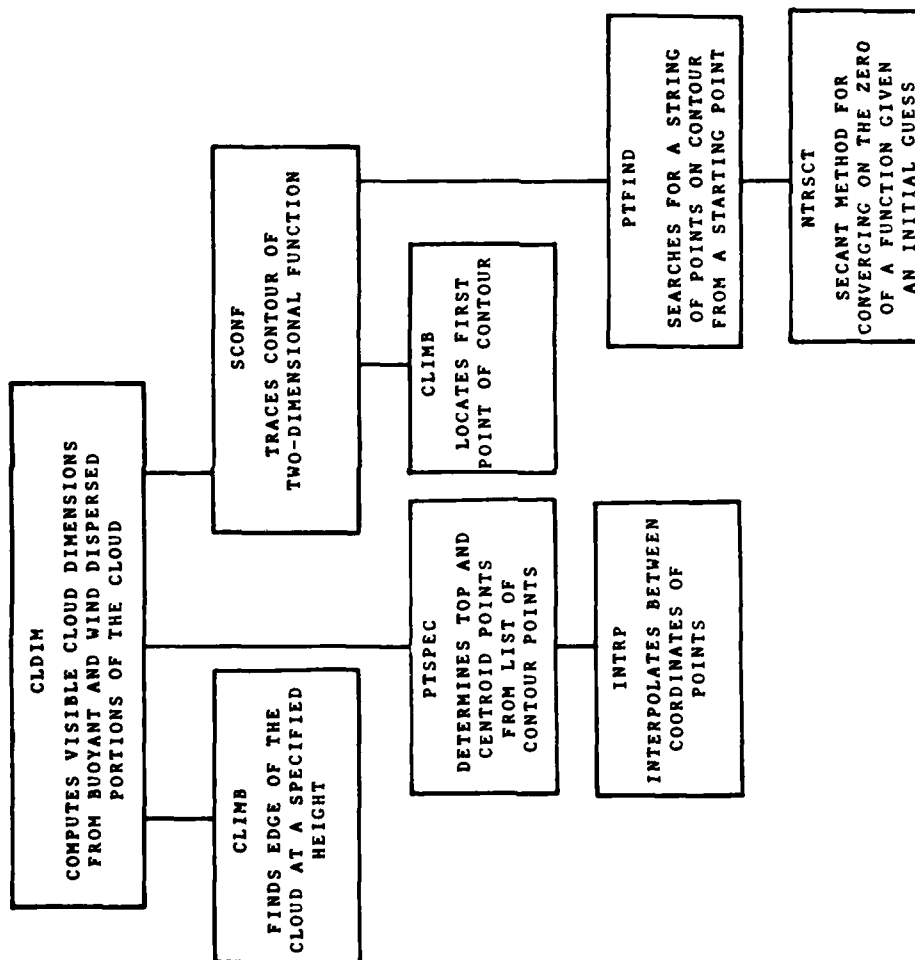 CLDIM
COMPUTES VISIBLE CLOUD DIMENSIONS
FROM BUOYANT AND WIND DISPERSED
PORTIONS OF THE CLOUD
CLIMB
FINDS EDGE OF THE
CLOUD AT A SPECIFIED
HEIGHT
SCONF
TRACES CONTOUR OF
TWO-DIMENSIONAL FUNCTION
PTSPEC
DETERMINES TOP AND
CENTROID POINTS
FROM LIST OF
CONTOUR POINTS
CLIMB
LOCATES FIRST
POINT OF CONTOUR
INTRP
INTERPOLATES BETWEEN
COORDINATES OF
POINTS
PTFIND
SEARCHES FOR A STRING
OF POINTS ON CONTOUR
FROM A STARTING POINT
NTRSCT
SECANT METHOD FOR
CONVERGING ON THE ZERO
OF A FUNCTION GIVEN
AN INITIAL GUESS